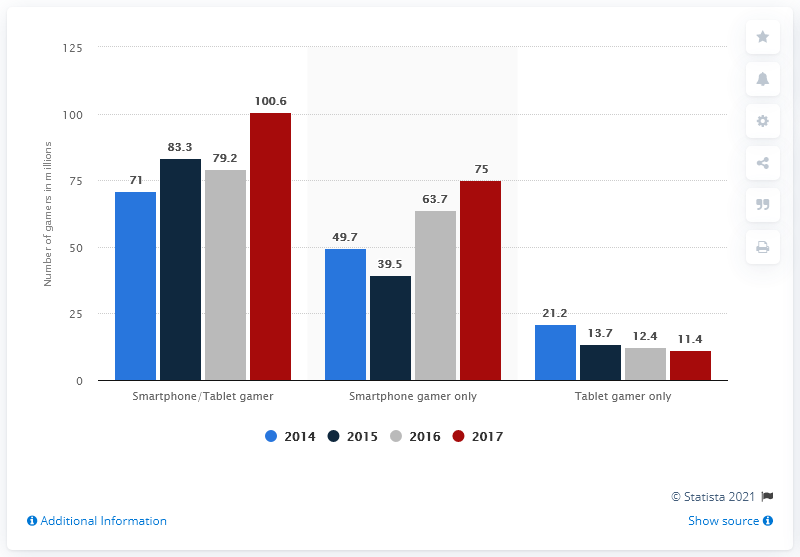 125
100
75
50
25
0
Number of gamers in millions
71
83.3
79.2
100.6
49.7
39.5
63.7
75
21.2
13.7
12.4
11.4
Smartphone/Tablet gamer
Smartphone gamer only
Tablet gamer only
2014 2015 2016 2017
© Statista 2021
Additional Information
Show source